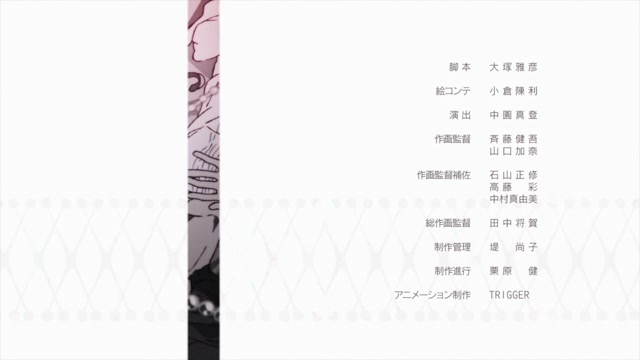 脚本 大塚雅彦
絵コンテ 小倉陳利
演出 中園真登
作画監督 斉藤健吾
山口加奈
作画監督補佐 石山正修
高藤 彩
中村真由美
総作画監督 田中将賀
制作管理 堤 尚子
制作進行 栗原 健
アニメーション制作 TRIGGER